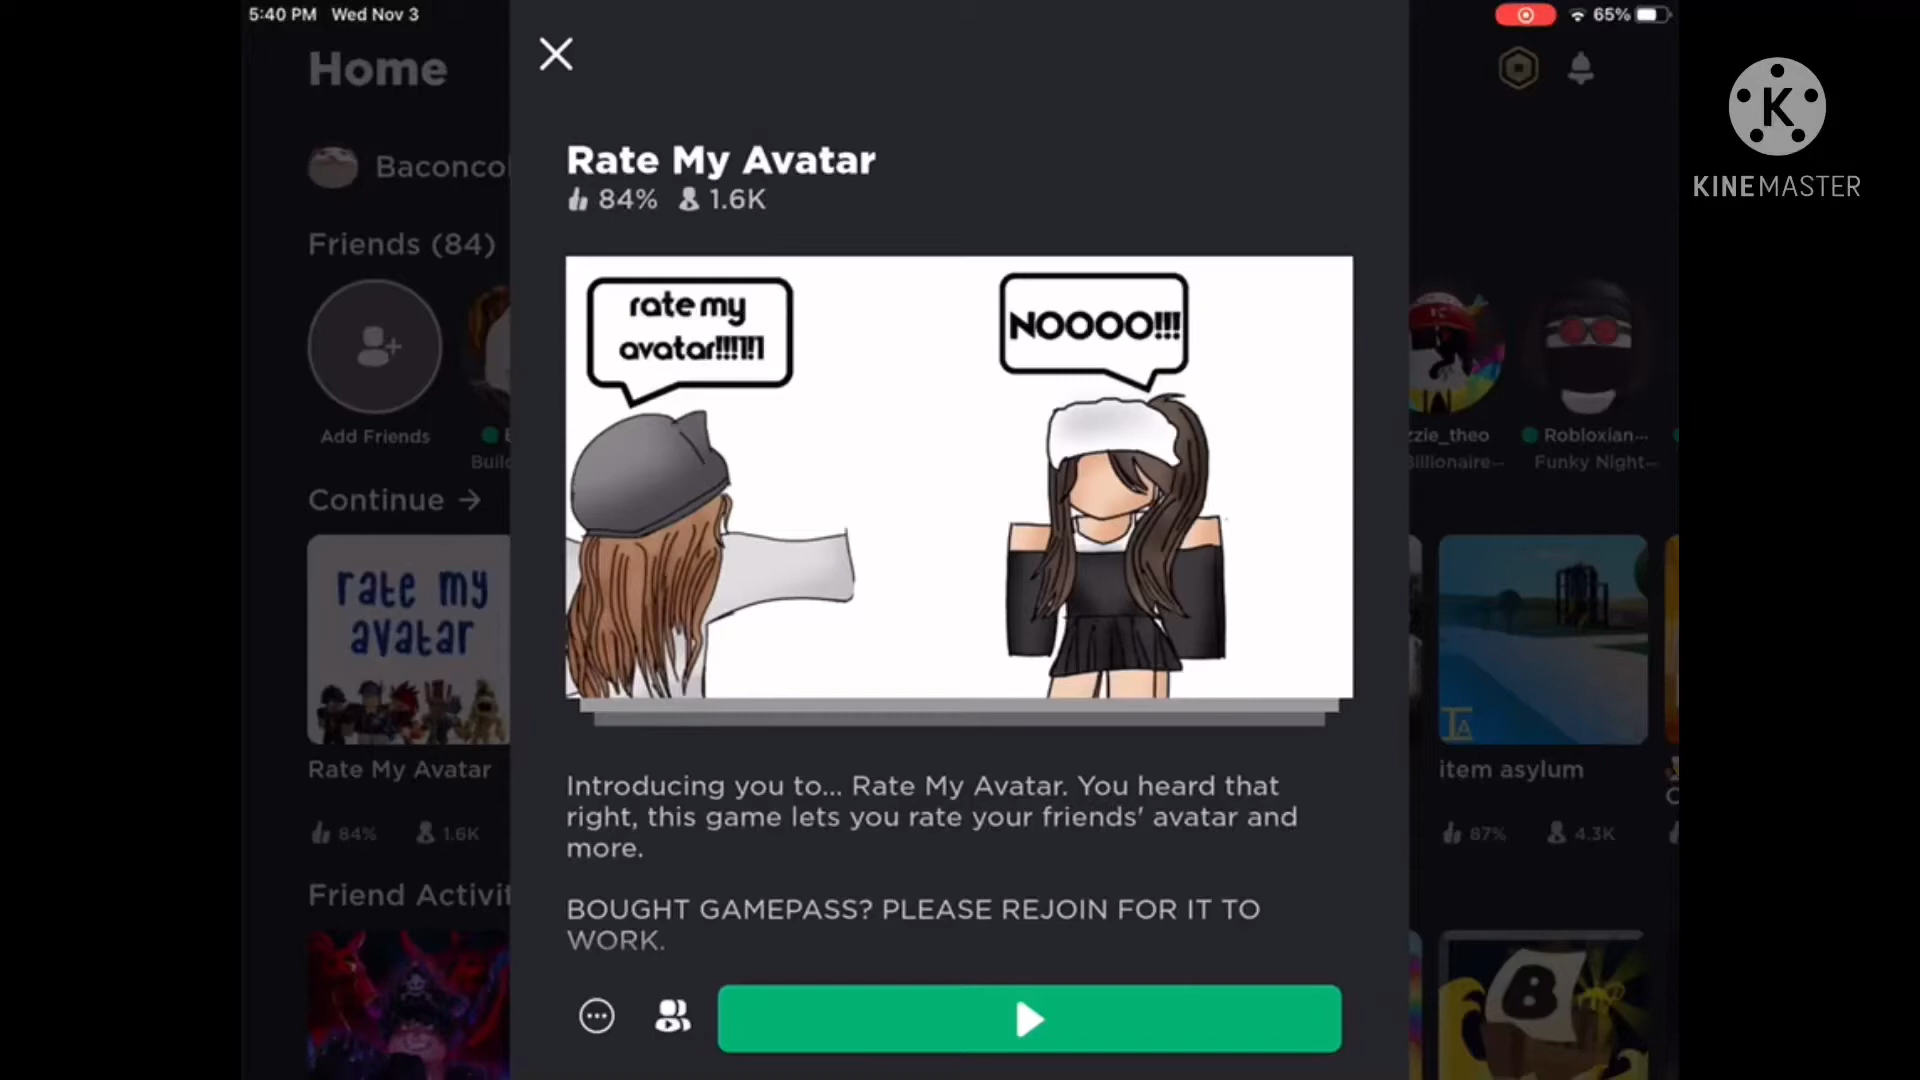 5:40 PM Wed Nov 3
65%
Home
K
KINEMASTER
Rate My Avatar
84% 1.6K
Friends (84)
rate my
avatar!!!1!1
NOOOO!!!
Add Friends
Robloxian...
Funky Night...
Continue →
rate my
avatar
Rate My Avatar
84% 1.6K
item asylum
87% 4.3K
Introducing you to... Rate My Avatar. You heard that
right, this game lets you rate your friends' avatar and
more.
BOUGHT GAMEPASS? PLEASE REJOIN FOR IT TO
WORK.
B